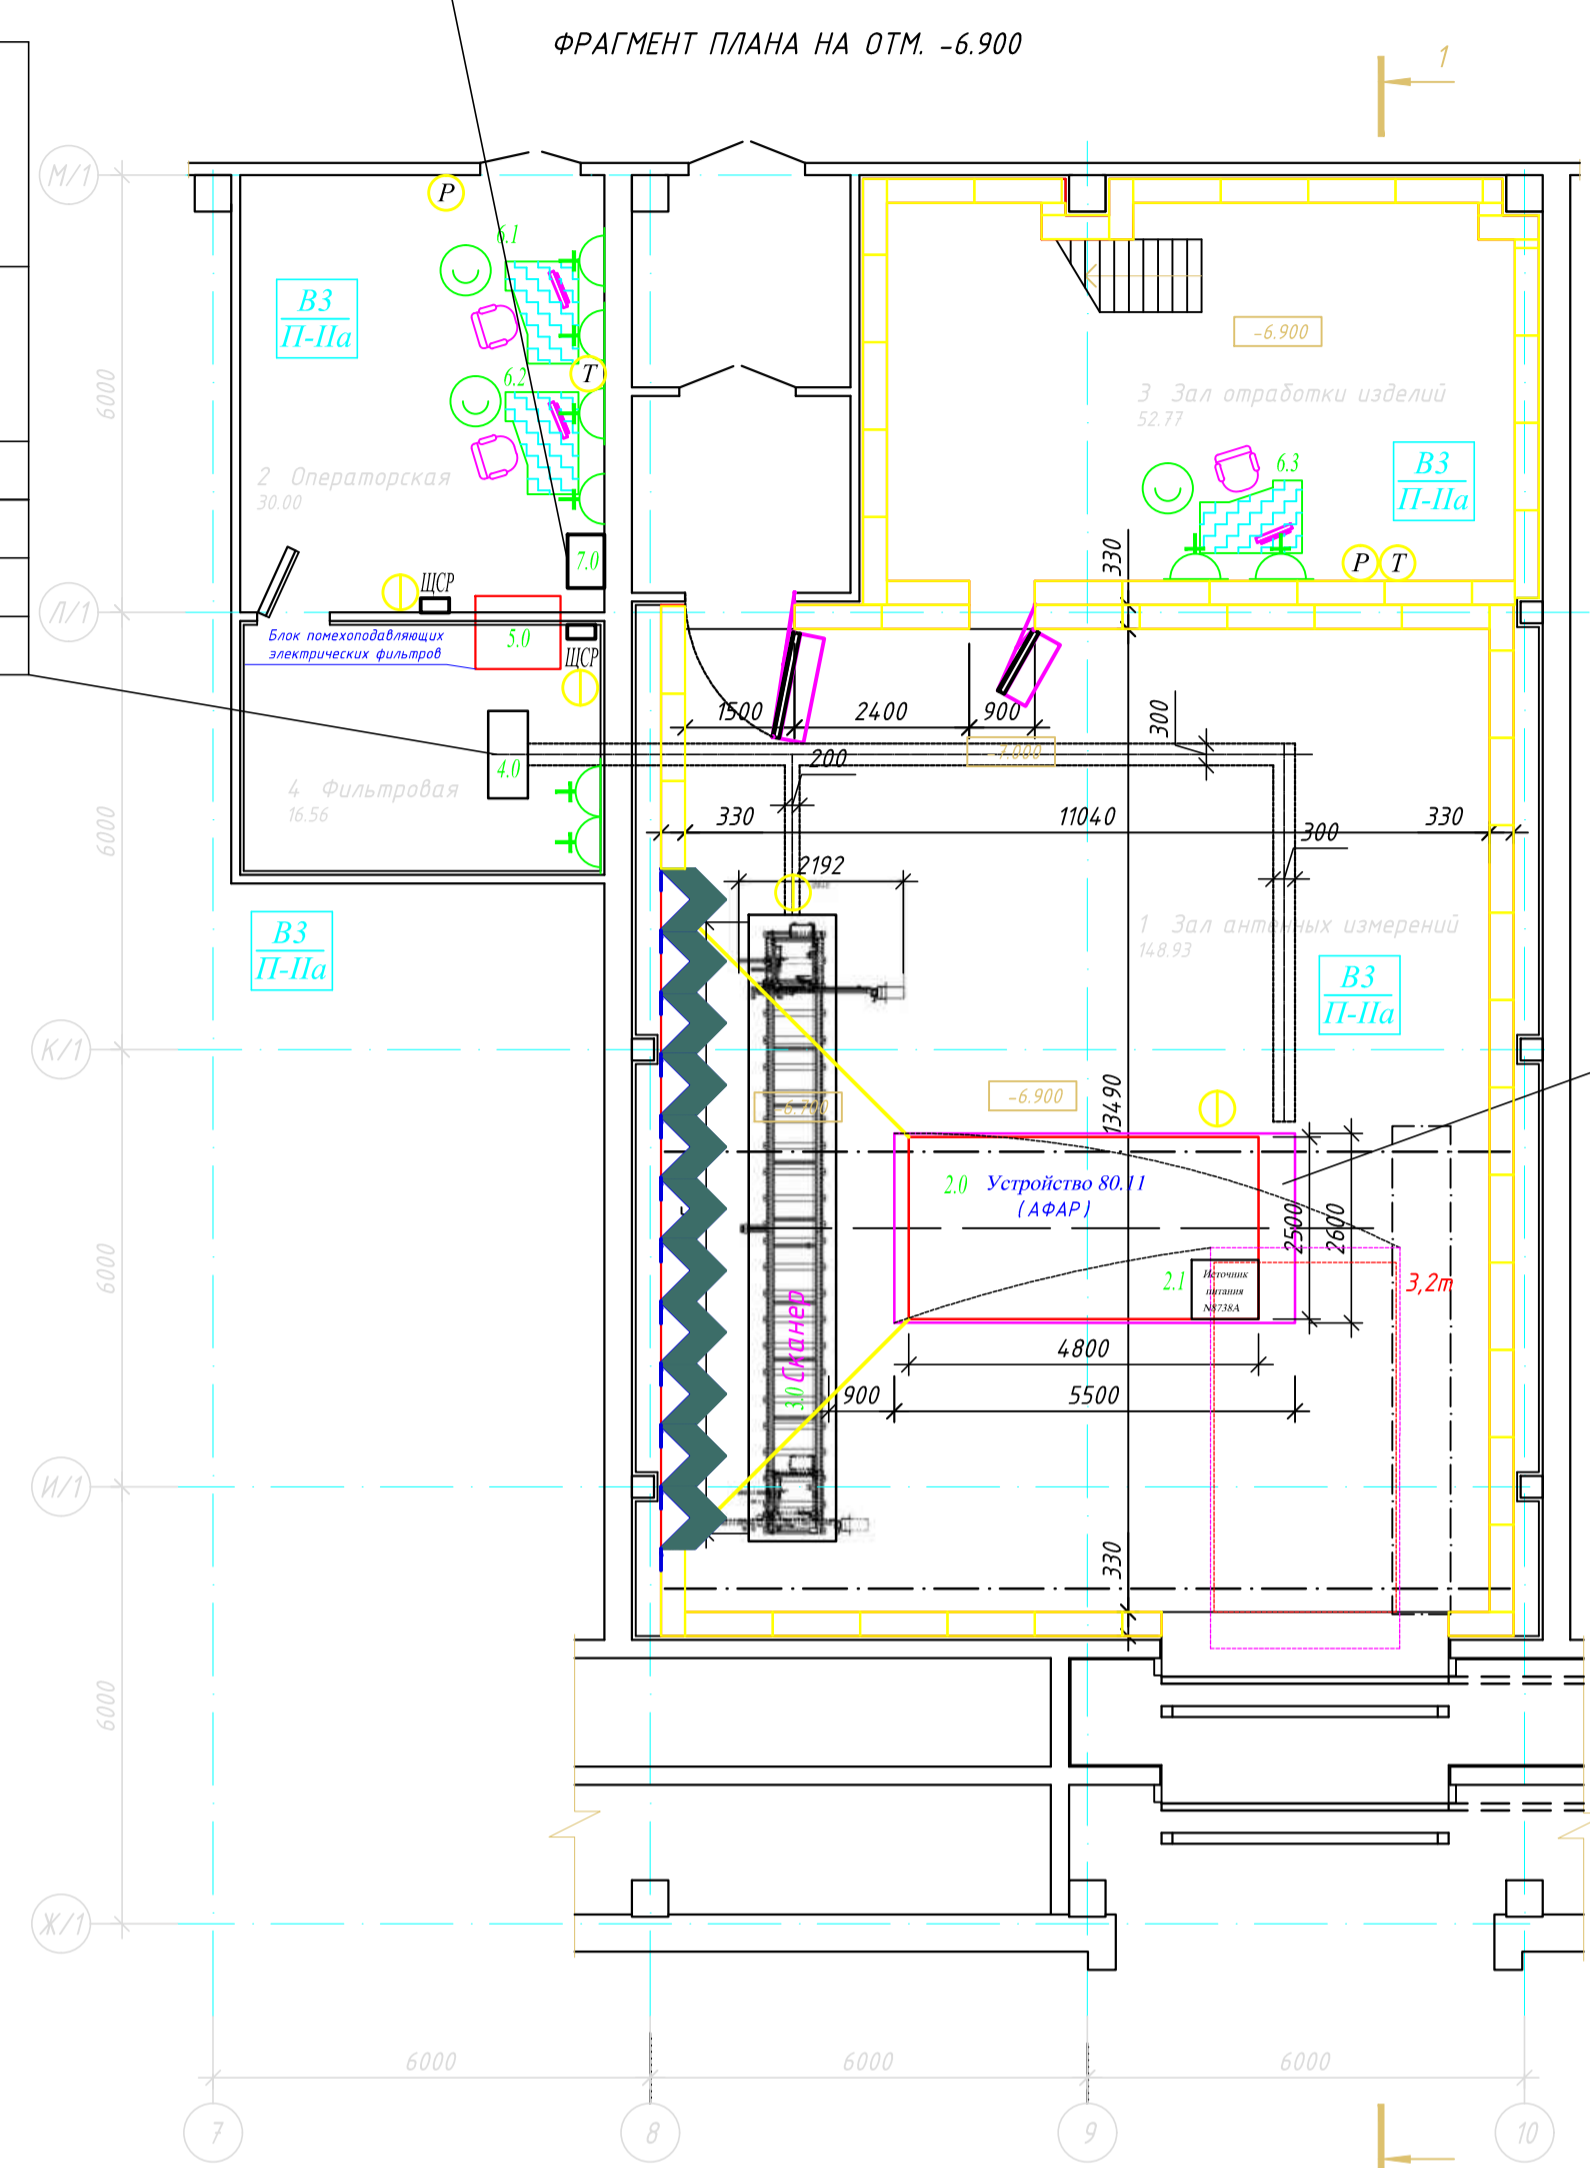 ФРАГМЕНТ ПЛАНА НА ОТМ. -6.900
1
М/1
Р
6.1
В3
П-IIа
-6.900
6000
6.2
Т
3 Зал отработки изделий
52.77
2 Операторская
30.00
6.3
В3
П-IIа
7.0
330
Р
Т
ЩСР
Л/1
Блок помехоподавляющих
электрических фильтров
5.0
ЩСР
1500
2400
900
300
-7.000
200
4.0
4 Фильтровая
16.56
6000
330
11040
330
300
2192
1 Зал антенных измерений
148.93
В3
П-IIа
В3
П-IIа
К/1
-6.700
-6.900
13490
2.0
Устройство 80.11
(АФАР)
2500
2600
6000
2.1
Источник
питания
N8738A
3,2т
Сканер
3.0
4800
900
5500
И/1
330
6000
Ж/1
6000
6000
6000
7
8
9
10